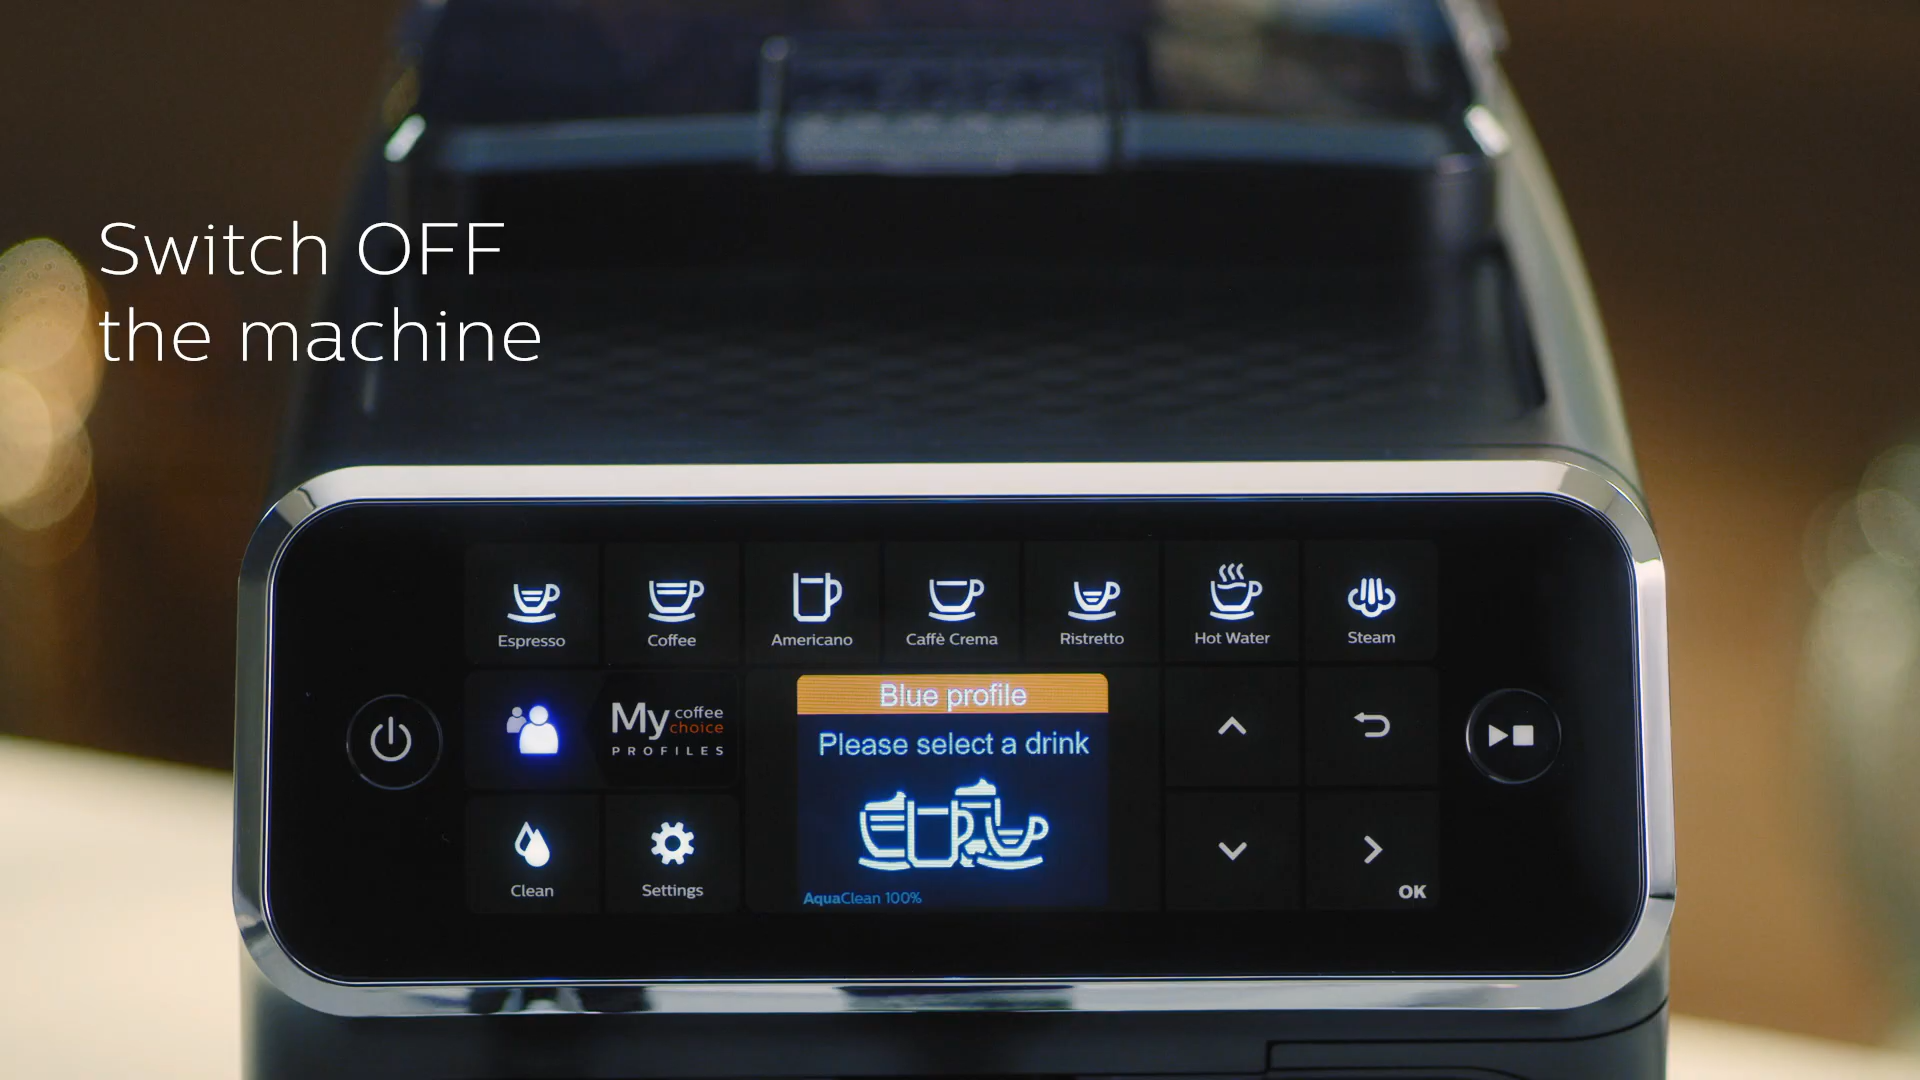 Switch OFF
the machine
Espresso
Coffee
Americano
Caffè Crema
Ristretto
Hot Water
Steam
My coffee choice
PROFILES
Blue profile
Please select a drink
AquaClean 100%
Clean
Settings
OK